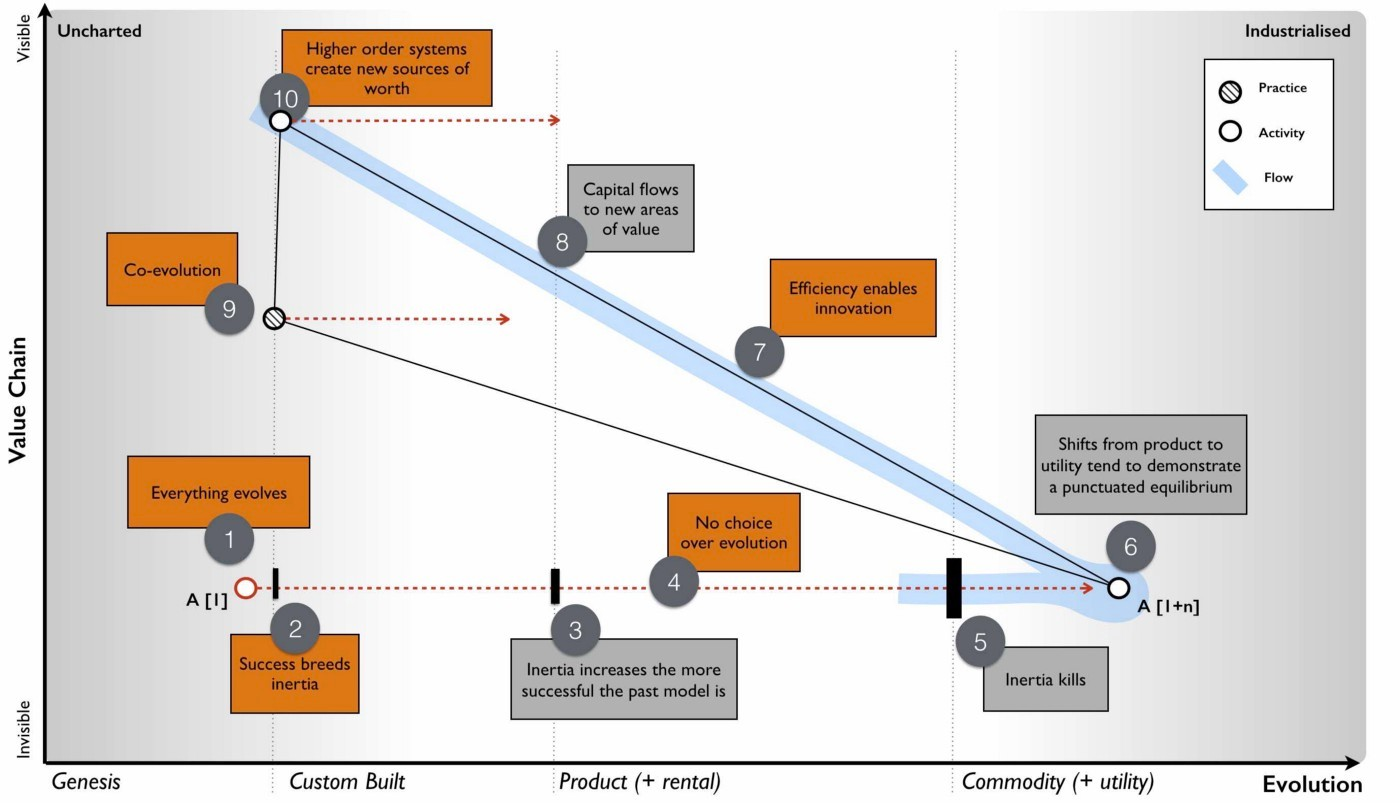 Visible
Uncharted
Industrialised
Higher order systems
create new sources of
worth
10
Practice
Activity
Flow
Capital flows
to new areas
of value
8
Co-evolution
9
Efficiency enables
innovation
7
Value Chain
Shifts from product to
utility tend to demonstrate
a punctuated equilibrium
6
Everything evolves
1
No choice
over evolution
4
A [1]
A [1+n]
2
Success breeds
inertia
3
Inertia increases the more
successful the past model is
5
Inertia kills
Invisible
Genesis
Custom Built
Product (+ rental)
Commodity (+ utility)
Evolution